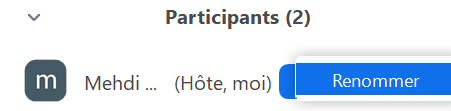 Participants (2)
m Mehdi ... (Hôte, moi) Renommer